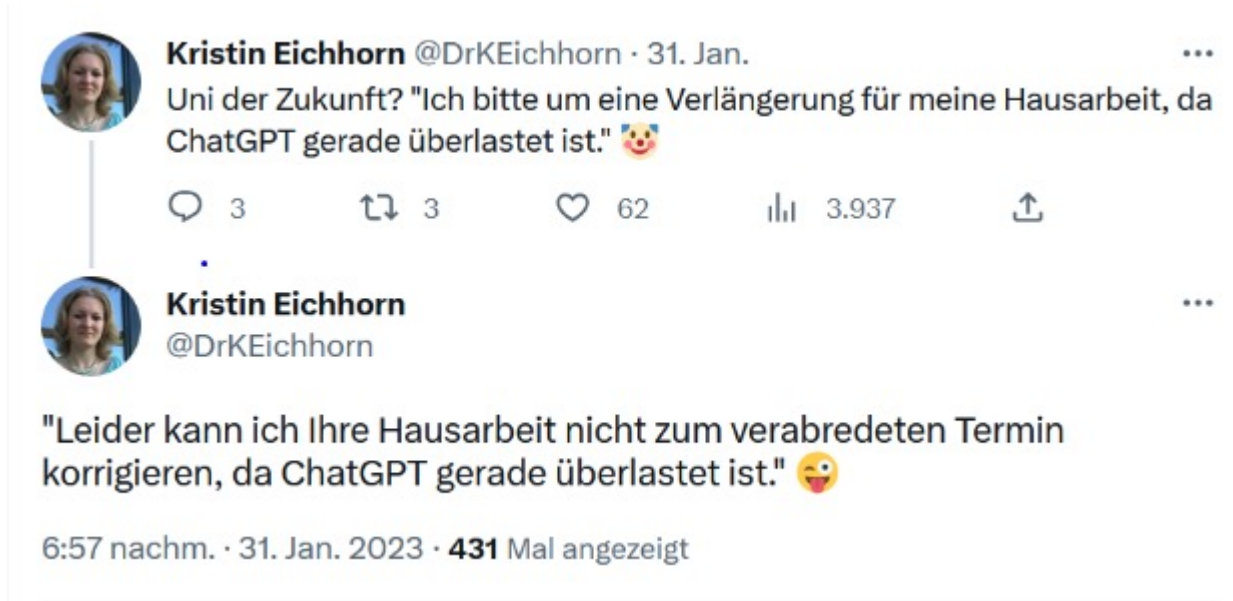 Kristin Eichhorn @DrKEichhorn · 31. Jan.
Uni der Zukunft? "Ich bitte um eine Verlängerung für meine Hausarbeit, da
ChatGPT gerade überlastet ist." 🤡
3 3 62 3.937
Kristin Eichhorn
@DrKEichhorn
"Leider kann ich Ihre Hausarbeit nicht zum verabredeten Termin
korrigieren, da ChatGPT gerade überlastet ist." 😜
6:57 nachm. · 31. Jan. 2023 · 431 Mal angezeigt